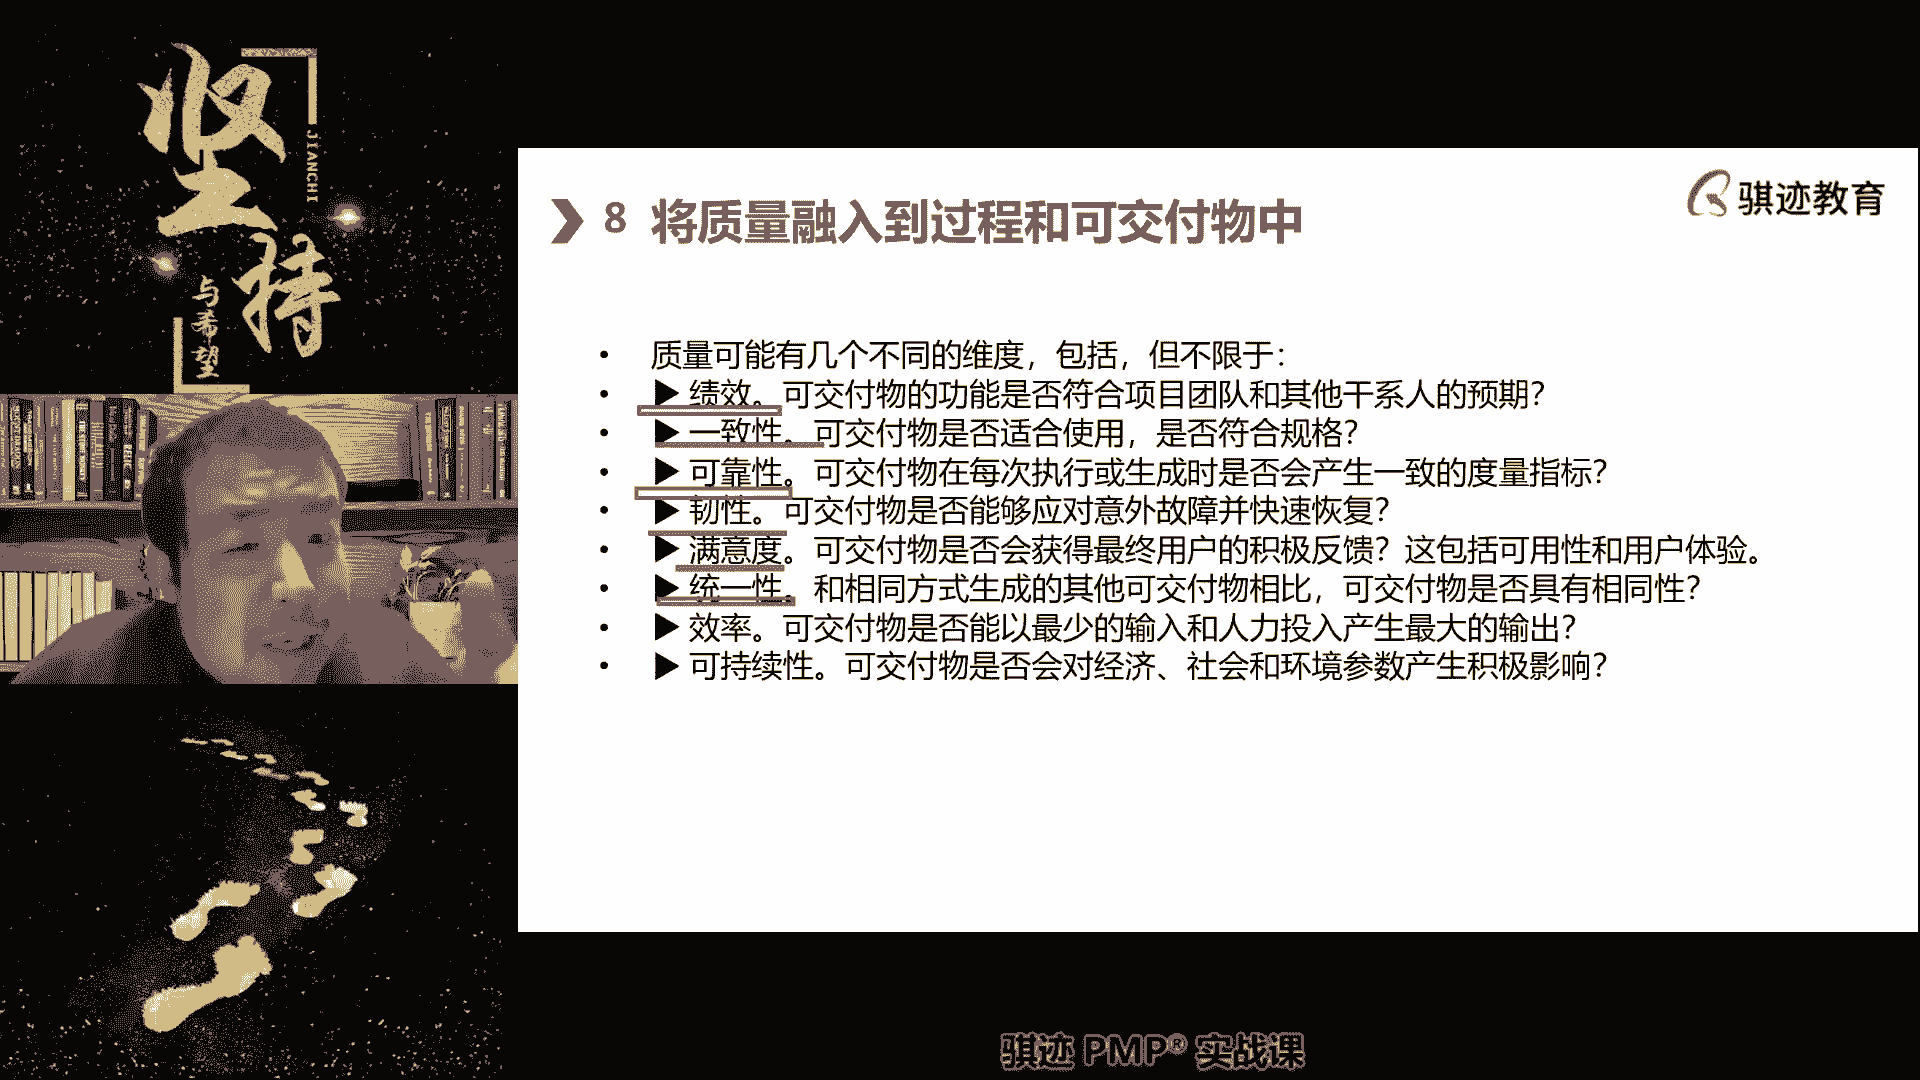 坚持
JIANCHI
与希望
骐迹教育
8 将质量融入到过程和可交付物中
• 质量可能有几个不同的维度，包括，但不限于：
• ▶ 绩效。可交付物的功能是否符合项目团队和其他干系人的预期？
• ▶ 一致性。可交付物是否适合使用，是否符合规格？
• ▶ 可靠性。可交付物在每次执行或生成时是否会产生一致的度量指标？
• ▶ 韧性。可交付物是否能够应对意外故障并快速恢复？
• ▶ 满意度。可交付物是否会获得最终用户的积极反馈？这包括可用性和用户体验。
• ▶ 统一性。和相同方式生成的其他可交付物相比，可交付物是否具有相同性？
• ▶ 效率。可交付物是否能以最少的输入和人力投入产生最大的输出？
• ▶ 可持续性。可交付物是否会对经济、社会和环境参数产生积极影响？
骐迹 PMP® 实战课